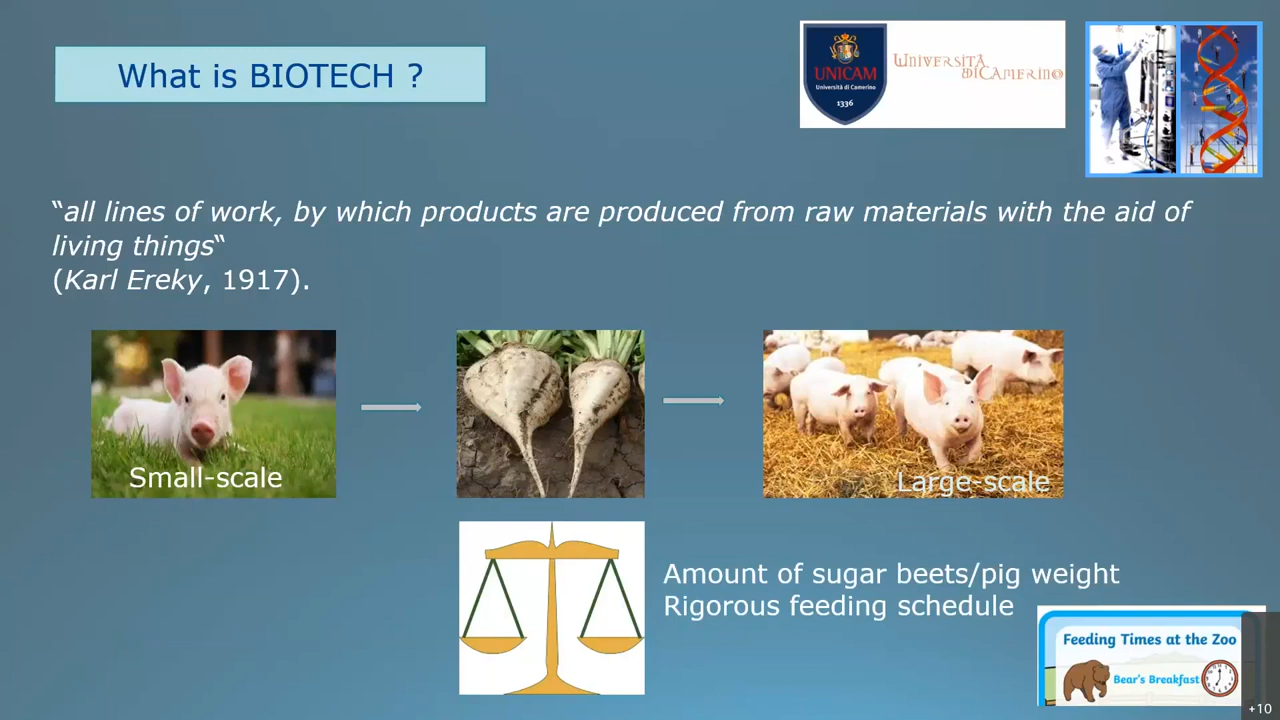 What is BIOTECH ?
UNICAM
Università di Camerino
1336
Università
di Camerino
“all lines of work, by which products are produced from raw materials with the aid of
living things“
(Karl Ereky, 1917).
Small-scale
Large-scale
Amount of sugar beets/pig weight
Rigorous feeding schedule
Feeding Times at the Zoo
Bear's Breakfast
+10